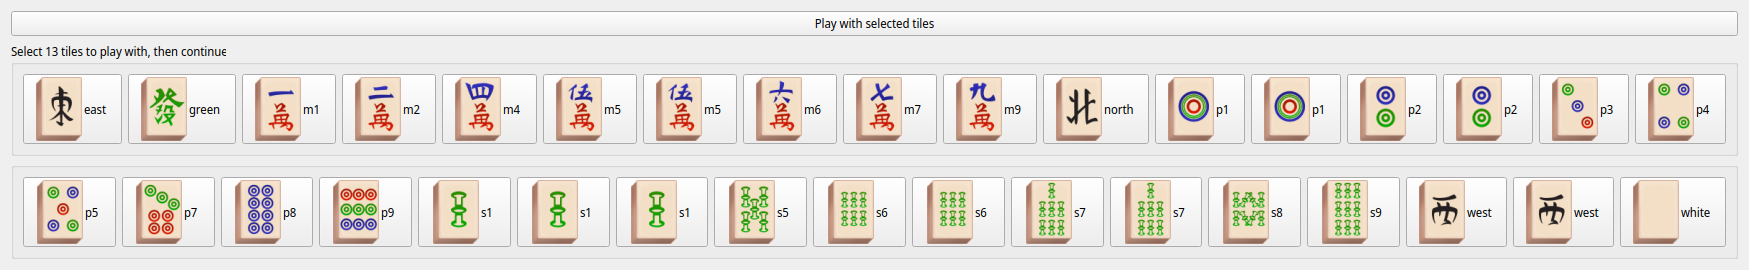 Play with selected tiles
Select 13 tiles to play with, then continue
東 east 發 green 一萬 m1 二萬 m2 四萬 m4 伍萬 m5 伍萬 m5 六萬 m6 七萬 m7 九萬 m9 北 north p1 p1 p2 p2 p3 p4
p5 p7 p8 p9 s1 s1 s1 s5 s6 s6 s7 s7 s8 s9 西 west 西 west white